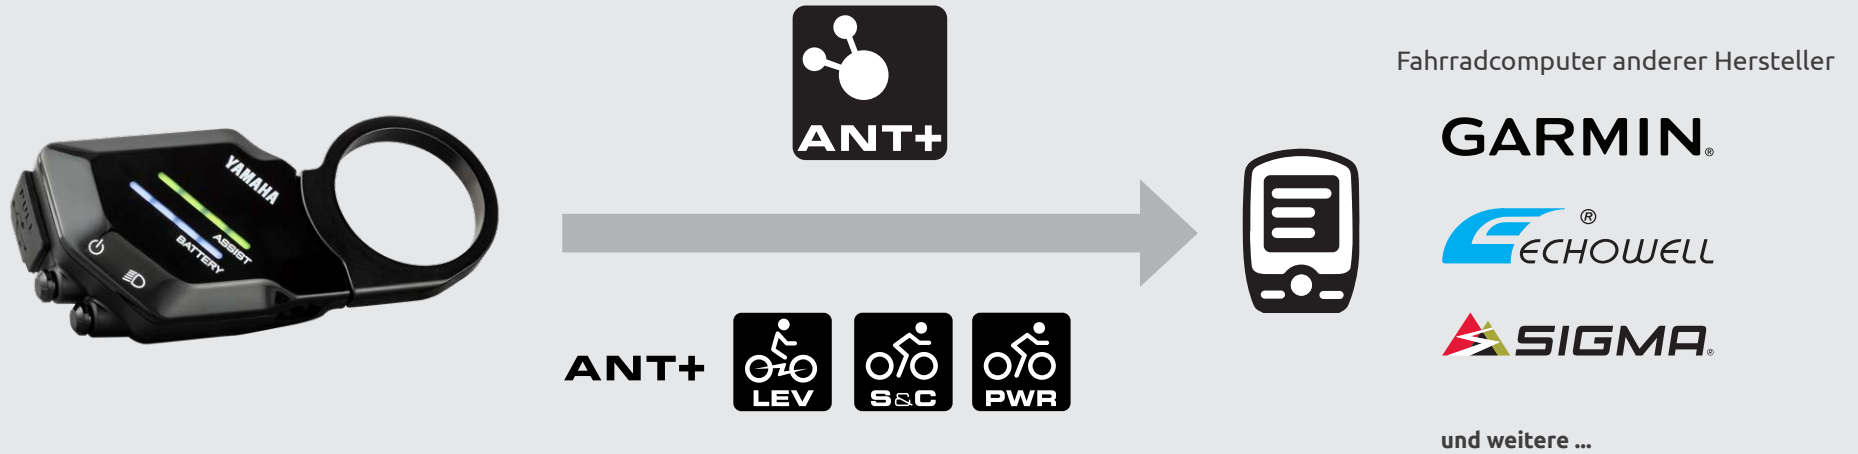 ANT+
Fahrradcomputer anderer Hersteller
GARMIN®
YAMAHA
ASSIST
BATTERY
®
ECHOWELL
SIGMA®
ANT+
LEV
S&C
PWR
und weitere ...